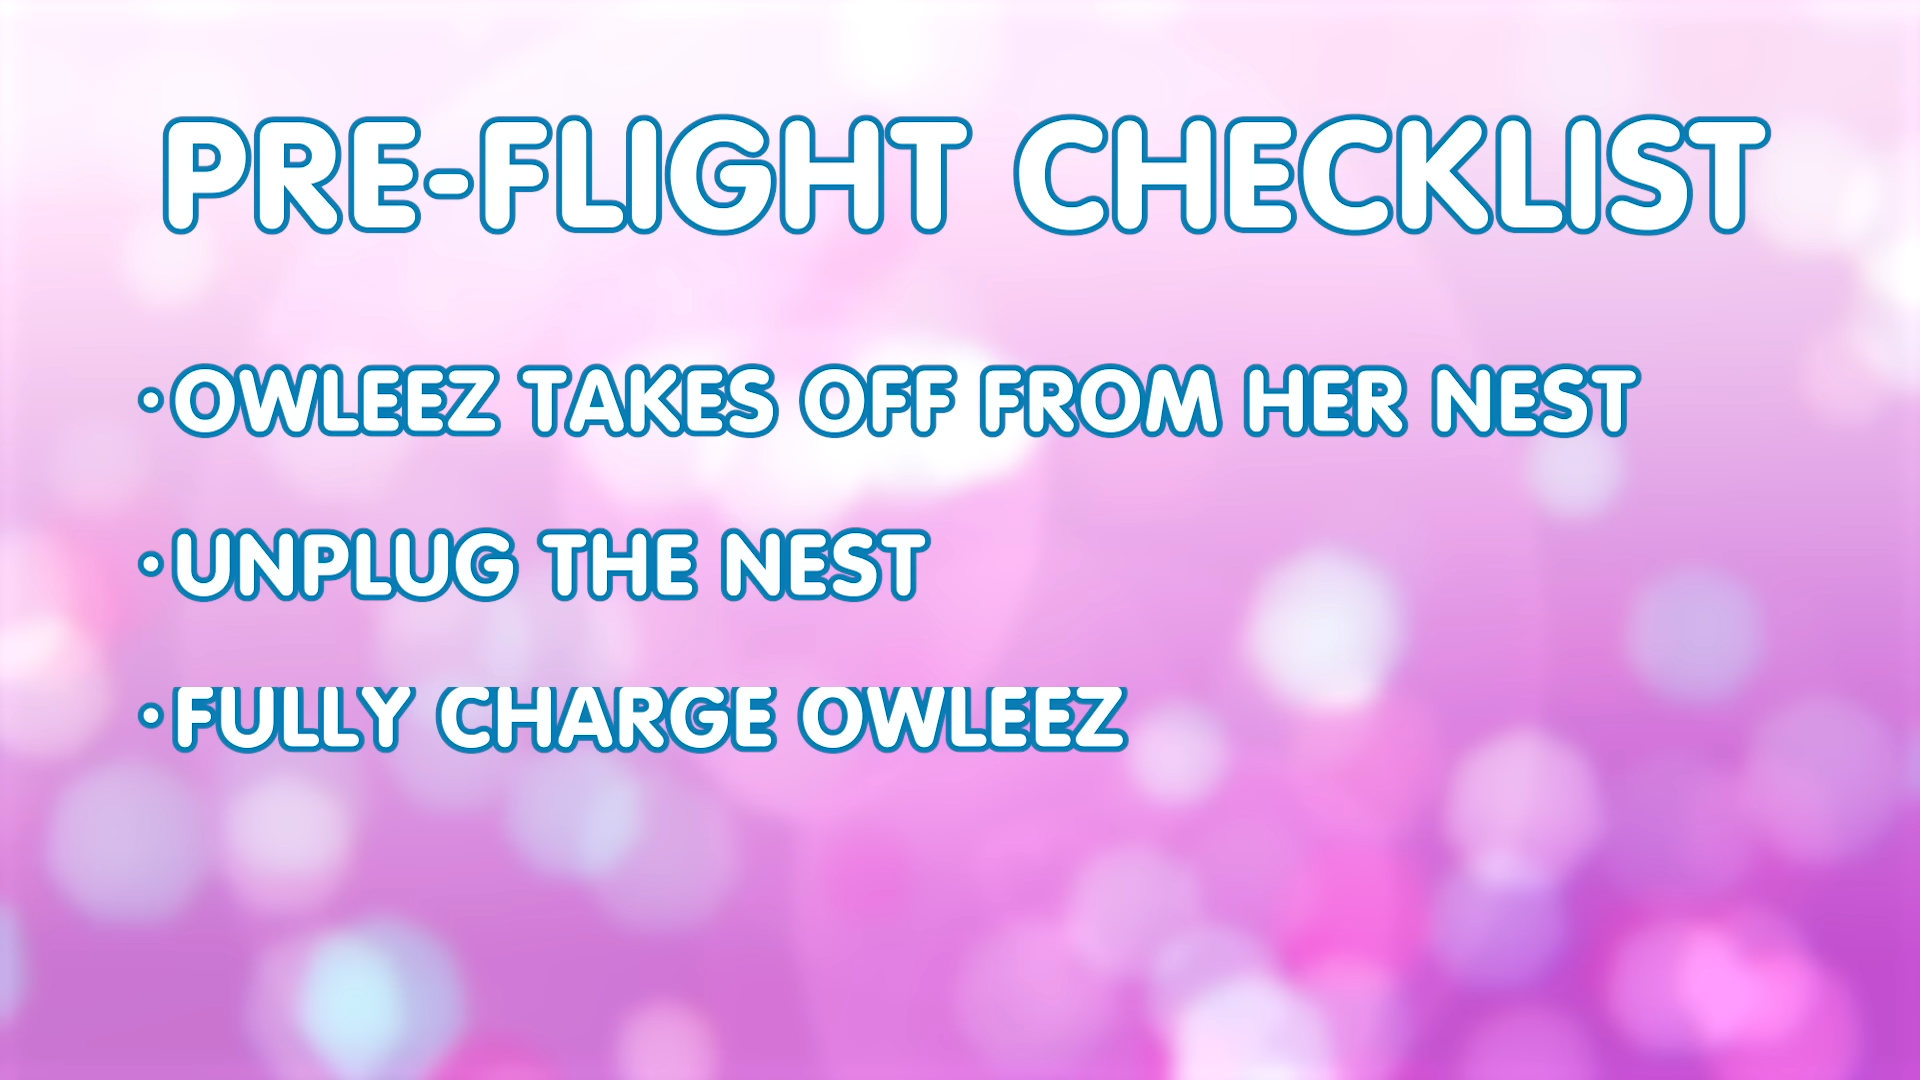 PRE-FLIGHT CHECKLIST
•OWLEEZ TAKES OFF FROM HER NEST
•UNPLUG THE NEST
•FULLY CHARGE OWLEEZ